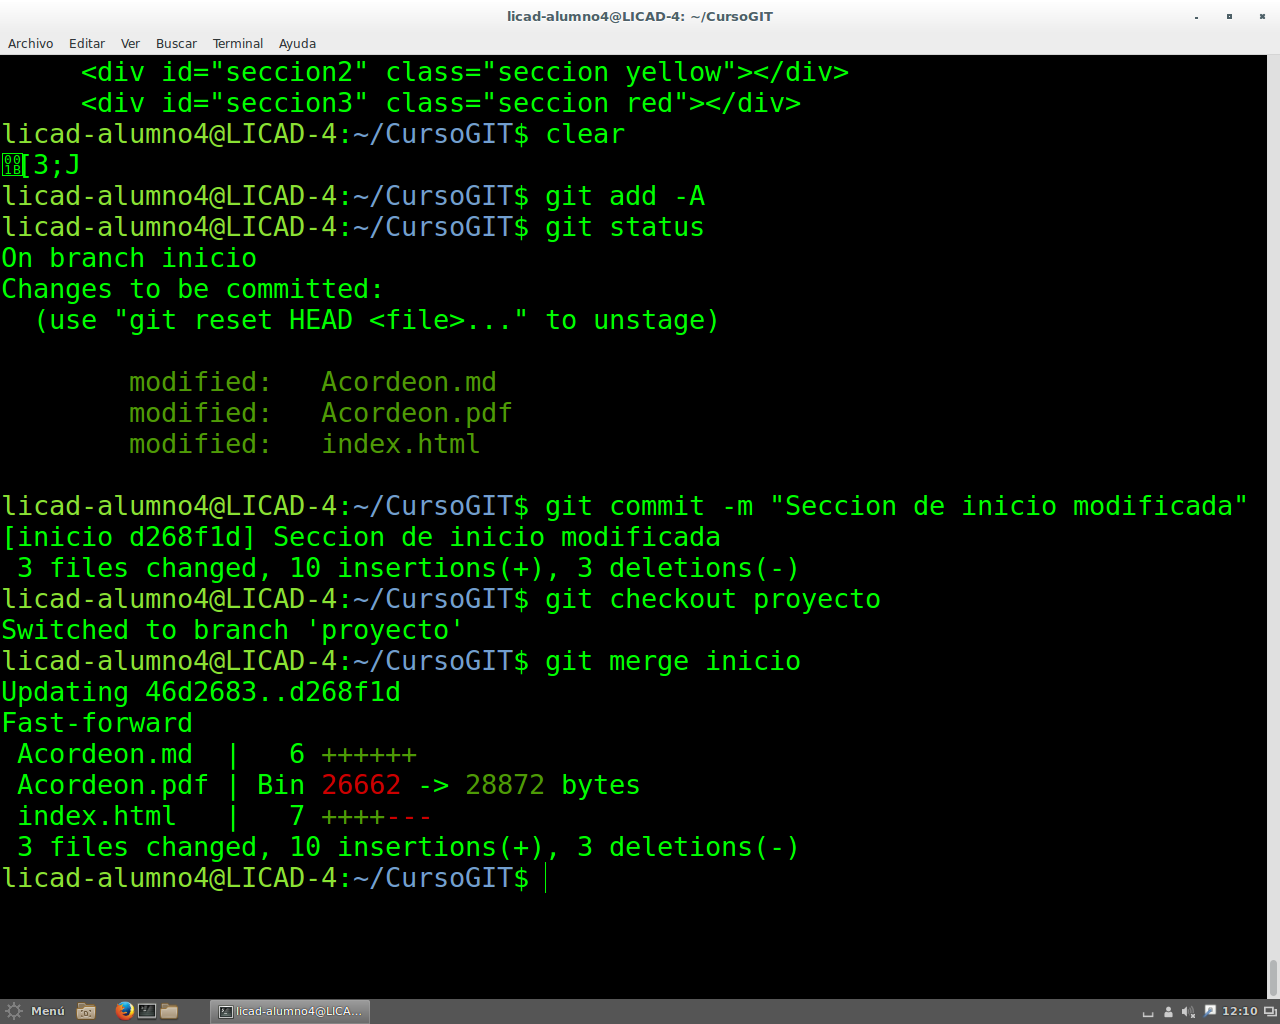 licad-alumno4@LICAD-4: ~/CursoGIT
Archivo Editar Ver Buscar Terminal Ayuda
<div id="seccion2" class="seccion yellow"></div>
<div id="seccion3" class="seccion red"></div>
licad-alumno4@LICAD-4:~/CursoGIT$ clear
001B[3;J
licad-alumno4@LICAD-4:~/CursoGIT$ git add -A
licad-alumno4@LICAD-4:~/CursoGIT$ git status
On branch inicio
Changes to be committed:
(use "git reset HEAD <file>..." to unstage)
modified: Acordeon.md
modified: Acordeon.pdf
modified: index.html
licad-alumno4@LICAD-4:~/CursoGIT$ git commit -m "Seccion de inicio modificada"
[inicio d268f1d] Seccion de inicio modificada
3 files changed, 10 insertions(+), 3 deletions(-)
licad-alumno4@LICAD-4:~/CursoGIT$ git checkout proyecto
Switched to branch 'proyecto'
licad-alumno4@LICAD-4:~/CursoGIT$ git merge inicio
Updating 46d2683..d268f1d
Fast-forward
Acordeon.md | 6 ++++++
Acordeon.pdf | Bin 26662 -> 28872 bytes
index.html | 7 ++++---
3 files changed, 10 insertions(+), 3 deletions(-)
licad-alumno4@LICAD-4:~/CursoGIT$
Menú licad-alumno4@LICA... 12:10